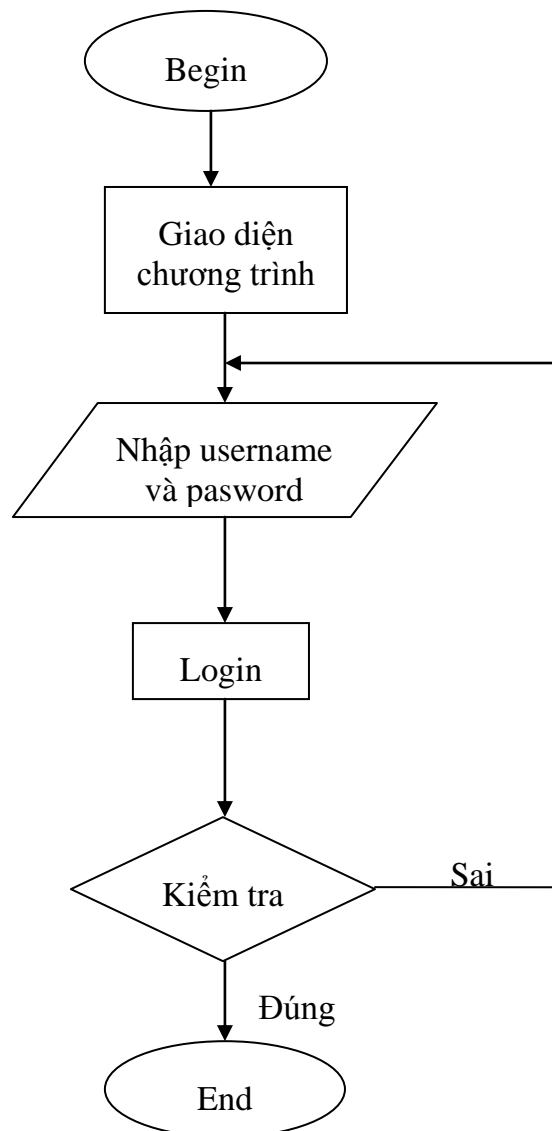 Begin
Giao diện
chương trình
Nhập username
và pasword
Login
Kiểm tra
Sai
Đúng
End